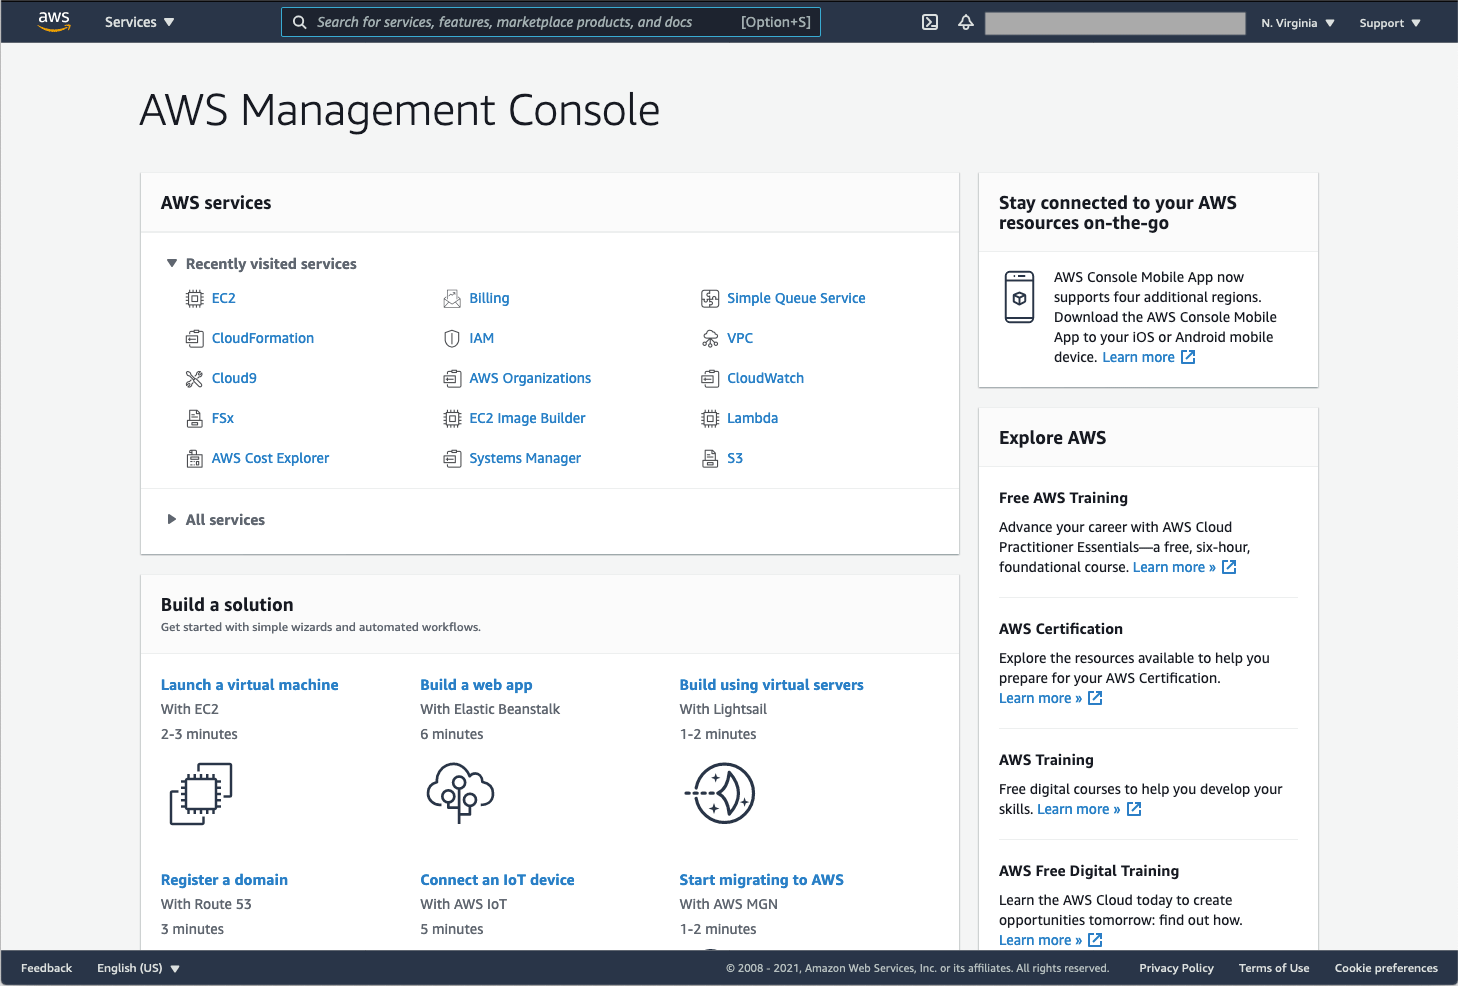 aws
Services
Search for services, features, marketplace products, and docs
[Option+S]
N. Virginia
Support
AWS Management Console
AWS services
Recently visited services
EC2
Billing
Simple Queue Service
CloudFormation
IAM
VPC
Cloud9
AWS Organizations
CloudWatch
FSx
EC2 Image Builder
Lambda
AWS Cost Explorer
Systems Manager
S3
All services
Build a solution
Get started with simple wizards and automated workflows.
Launch a virtual machine
With EC2
2-3 minutes
Build a web app
With Elastic Beanstalk
6 minutes
Build using virtual servers
With Lightsail
1-2 minutes
Register a domain
With Route 53
3 minutes
Connect an IoT device
With AWS IoT
5 minutes
Start migrating to AWS
With AWS MGN
1-2 minutes
Stay connected to your AWS
resources on-the-go
AWS Console Mobile App now
supports four additional regions.
Download the AWS Console Mobile
App to your iOS or Android mobile
device. Learn more
Explore AWS
Free AWS Training
Advance your career with AWS Cloud
Practitioner Essentials—a free, six-hour,
foundational course. Learn more »
AWS Certification
Explore the resources available to help you
prepare for your AWS Certification.
Learn more »
AWS Training
Free digital courses to help you develop your
skills. Learn more »
AWS Free Digital Training
Learn the AWS Cloud today to create
opportunities tomorrow: find out how.
Learn more »
Feedback
English (US)
© 2008 - 2021, Amazon Web Services, Inc. or its affiliates. All rights reserved.
Privacy Policy
Terms of Use
Cookie preferences